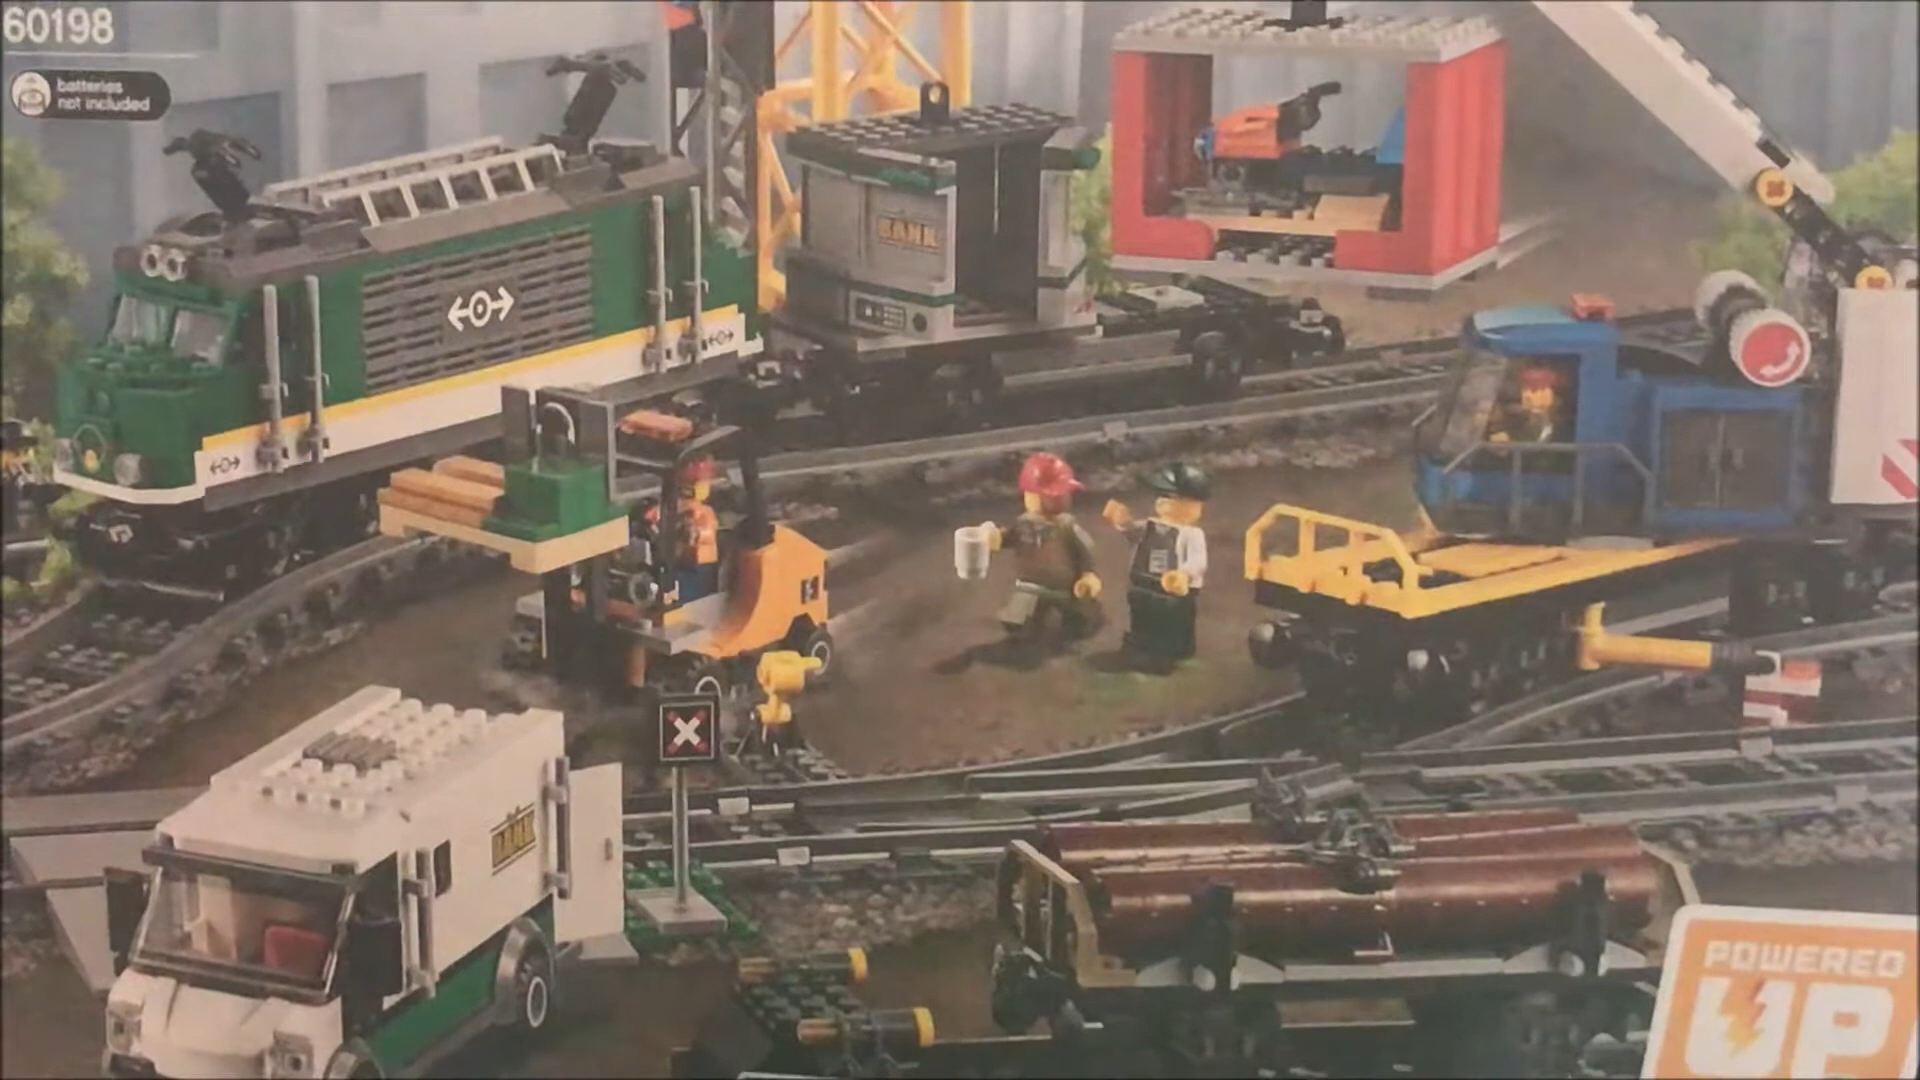 60198
batteries
not included
BANK
BANK
POWERED
UP